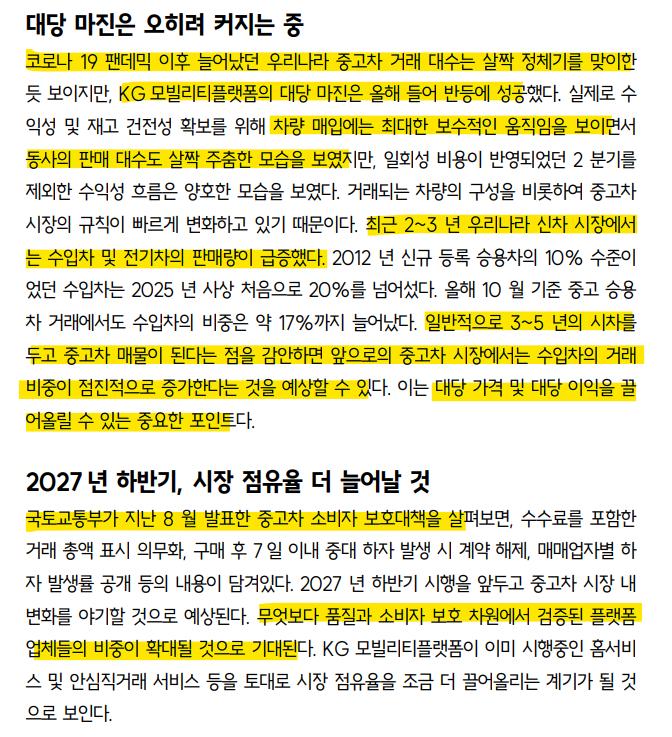 대당 마진은 오히려 커지는 중
코로나 19 팬데믹 이후 늘어났던 우리나라 중고차 거래 대수는 살짝 정체기를 맞이한
듯 보이지만, KG 모빌리티플랫폼의 대당 마진은 올해 들어 반등에 성공했다. 실제로 수
익성 및 재고 건전성 확보를 위해 차량 매입에는 최대한 보수적인 움직임을 보이면서
동사의 판매 대수도 살짝 주춤한 모습을 보였지만, 일회성 비용이 반영되었던 2 분기를
제외한 수익성 흐름은 양호한 모습을 보였다. 거래되는 차량의 구성을 비롯하여 중고차
시장의 규칙이 빠르게 변화하고 있기 때문이다. 최근 2~3 년 우리나라 신차 시장에서
는 수입차 및 전기차의 판매량이 급증했다. 2012 년 신규 등록 승용차의 10% 수준이
었던 수입차는 2025 년 사상 처음으로 20%를 넘어섰다. 올해 10 월 기준 중고 승용
차 거래에서도 수입차의 비중은 약 17%까지 늘어났다. 일반적으로 3~5 년의 시차를
두고 중고차 매물이 된다는 점을 감안하면 앞으로의 중고차 시장에서는 수입차의 거래
비중이 점진적으로 증가한다는 것을 예상할 수 있다. 이는 대당 가격 및 대당 이익을 끌
어올릴 수 있는 중요한 포인트다.
2027년 하반기, 시장 점유율 더 늘어날 것
국토교통부가 지난 8 월 발표한 중고차 소비자 보호대책을 살펴보면, 수수료를 포함한
거래 총액 표시 의무화, 구매 후 7일 이내 중대 하자 발생 시 계약 해제, 매매업자별 하
자 발생률 공개 등의 내용이 담겨있다. 2027 년 하반기 시행을 앞두고 중고차 시장 내
변화를 야기할 것으로 예상된다. 무엇보다 품질과 소비자 보호 차원에서 검증된 플랫폼
업체들의 비중이 확대될 것으로 기대된다. KG 모빌리티플랫폼이 이미 시행중인 홈서비
스 및 안심직거래 서비스 등을 토대로 시장 점유율을 조금 더 끌어올리는 계기가 될 것
으로 보인다.